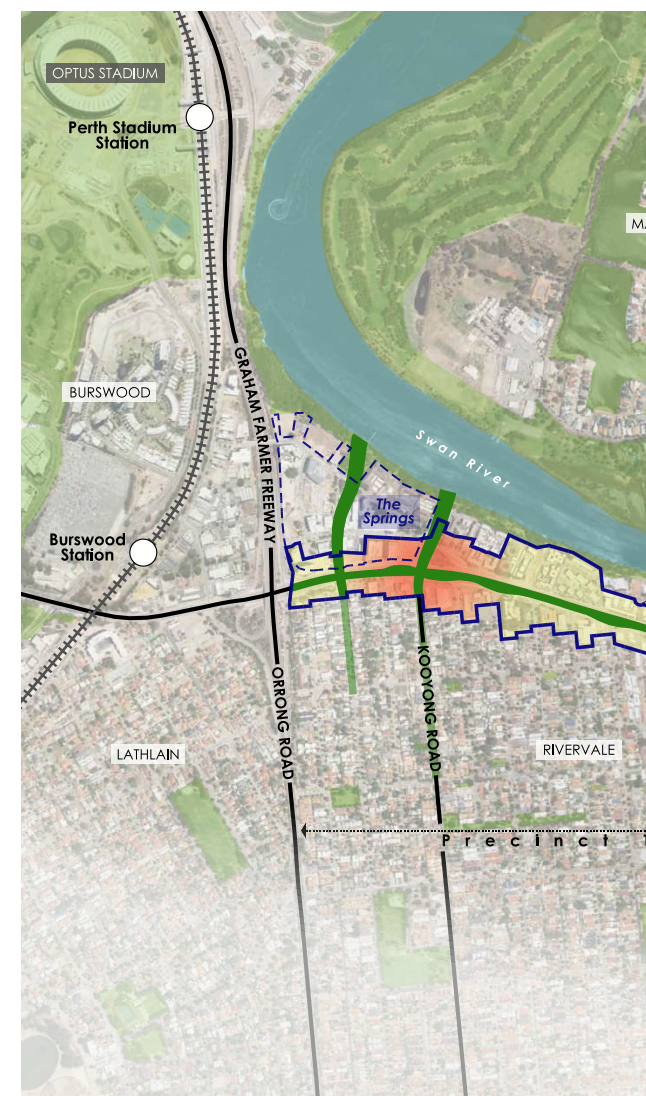 OPTUS STADIUM
Perth Stadium
Station
BURSWOOD
GRAHAM FARMER FREEWAY
Swan River
The
Springs
Burswood
Station
ORRONG ROAD
KOOYONG ROAD
LATHLAIN
RIVERVALE
Precinct